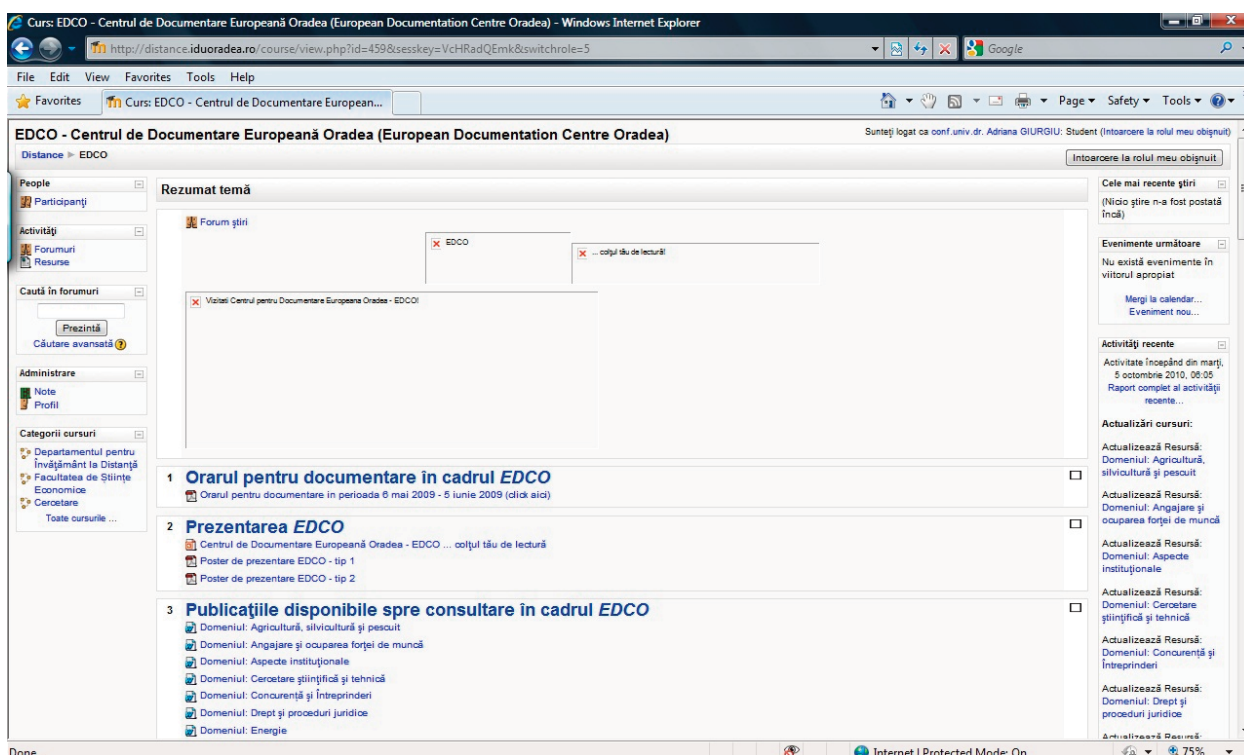 Curs: EDCO - Centrul de Documentare Europeană Oradea (European Documentation Centre Oradea) - Windows Internet Explorer
http://distance.iduoradea.ro/course/view.php?id=459&sesskey=VcHRadQEmk&switchrole=5
Google
File Edit View Favorites Tools Help
Favorites
Curs: EDCO - Centrul de Documentare European...
Page Safety Tools
EDCO - Centrul de Documentare Europeană Oradea (European Documentation Centre Oradea)
Sunteţi logat ca conf.univ.dr. Adriana GIURGIU: Student (Intoarcere la rolul meu obişnuit)
Distance ► EDCO
Intoarcere la rolul meu obişnuit
People
Participanţi
Activităţi
Forumuri
Resurse
Caută în forumuri
Prezintă
Căutare avansată
Administrare
Note
Profil
Categorii cursuri
Departamentul pentru
Învăţământ la Distanţă
Facultatea de Ştiinţe
Economice
Cercetare
Toate cursurile ...
Rezumat temă
Forum ştiri
EDCO
... colţul tău de lectură!
Vizitati Centrul pentru Documentare Europeana Oradea - EDCO!
1 Orarul pentru documentare în cadrul EDCO
Orarul pentru documentare in perioada 6 mai 2009 - 5 iunie 2009 (click aici)
2 Prezentarea EDCO
Centrul de Documentare Europeană Oradea - EDCO ... colţul tău de lectură
Poster de prezentare EDCO - tip 1
Poster de prezentare EDCO - tip 2
3 Publicaţiile disponibile spre consultare în cadrul EDCO
Domeniul: Agricultură, silvicultură şi pescuit
Domeniul: Angajare şi ocuparea forţei de muncă
Domeniul: Aspecte instituţionale
Domeniul: Cercetare ştiinţifică şi tehnică
Domeniul: Concurenţă şi Întreprinderi
Domeniul: Drept şi proceduri juridice
Domeniul: Energie
Cele mai recente ştiri
(Nicio ştire n-a fost postată
încă)
Evenimente următoare
Nu există evenimente în
viitorul apropiat
Mergi la calendar...
Eveniment nou...
Activităţi recente
Activitate începând din marţi,
5 octombrie 2010, 06:05
Raport complet al activităţii
recente...
Actualizări cursuri:
Actualizează Resursă:
Domeniul: Agricultură,
silvicultură şi pescuit
Actualizează Resursă:
Domeniul: Angajare şi
ocuparea forţei de muncă
Actualizează Resursă:
Domeniul: Aspecte
instituţionale
Actualizează Resursă:
Domeniul: Cercetare
ştiinţifică şi tehnică
Actualizează Resursă:
Domeniul: Concurenţă şi
Întreprinderi
Actualizează Resursă:
Domeniul: Drept şi
proceduri juridice
Actualizează Resursă:
Done
Internet | Protected Mode: On
75%